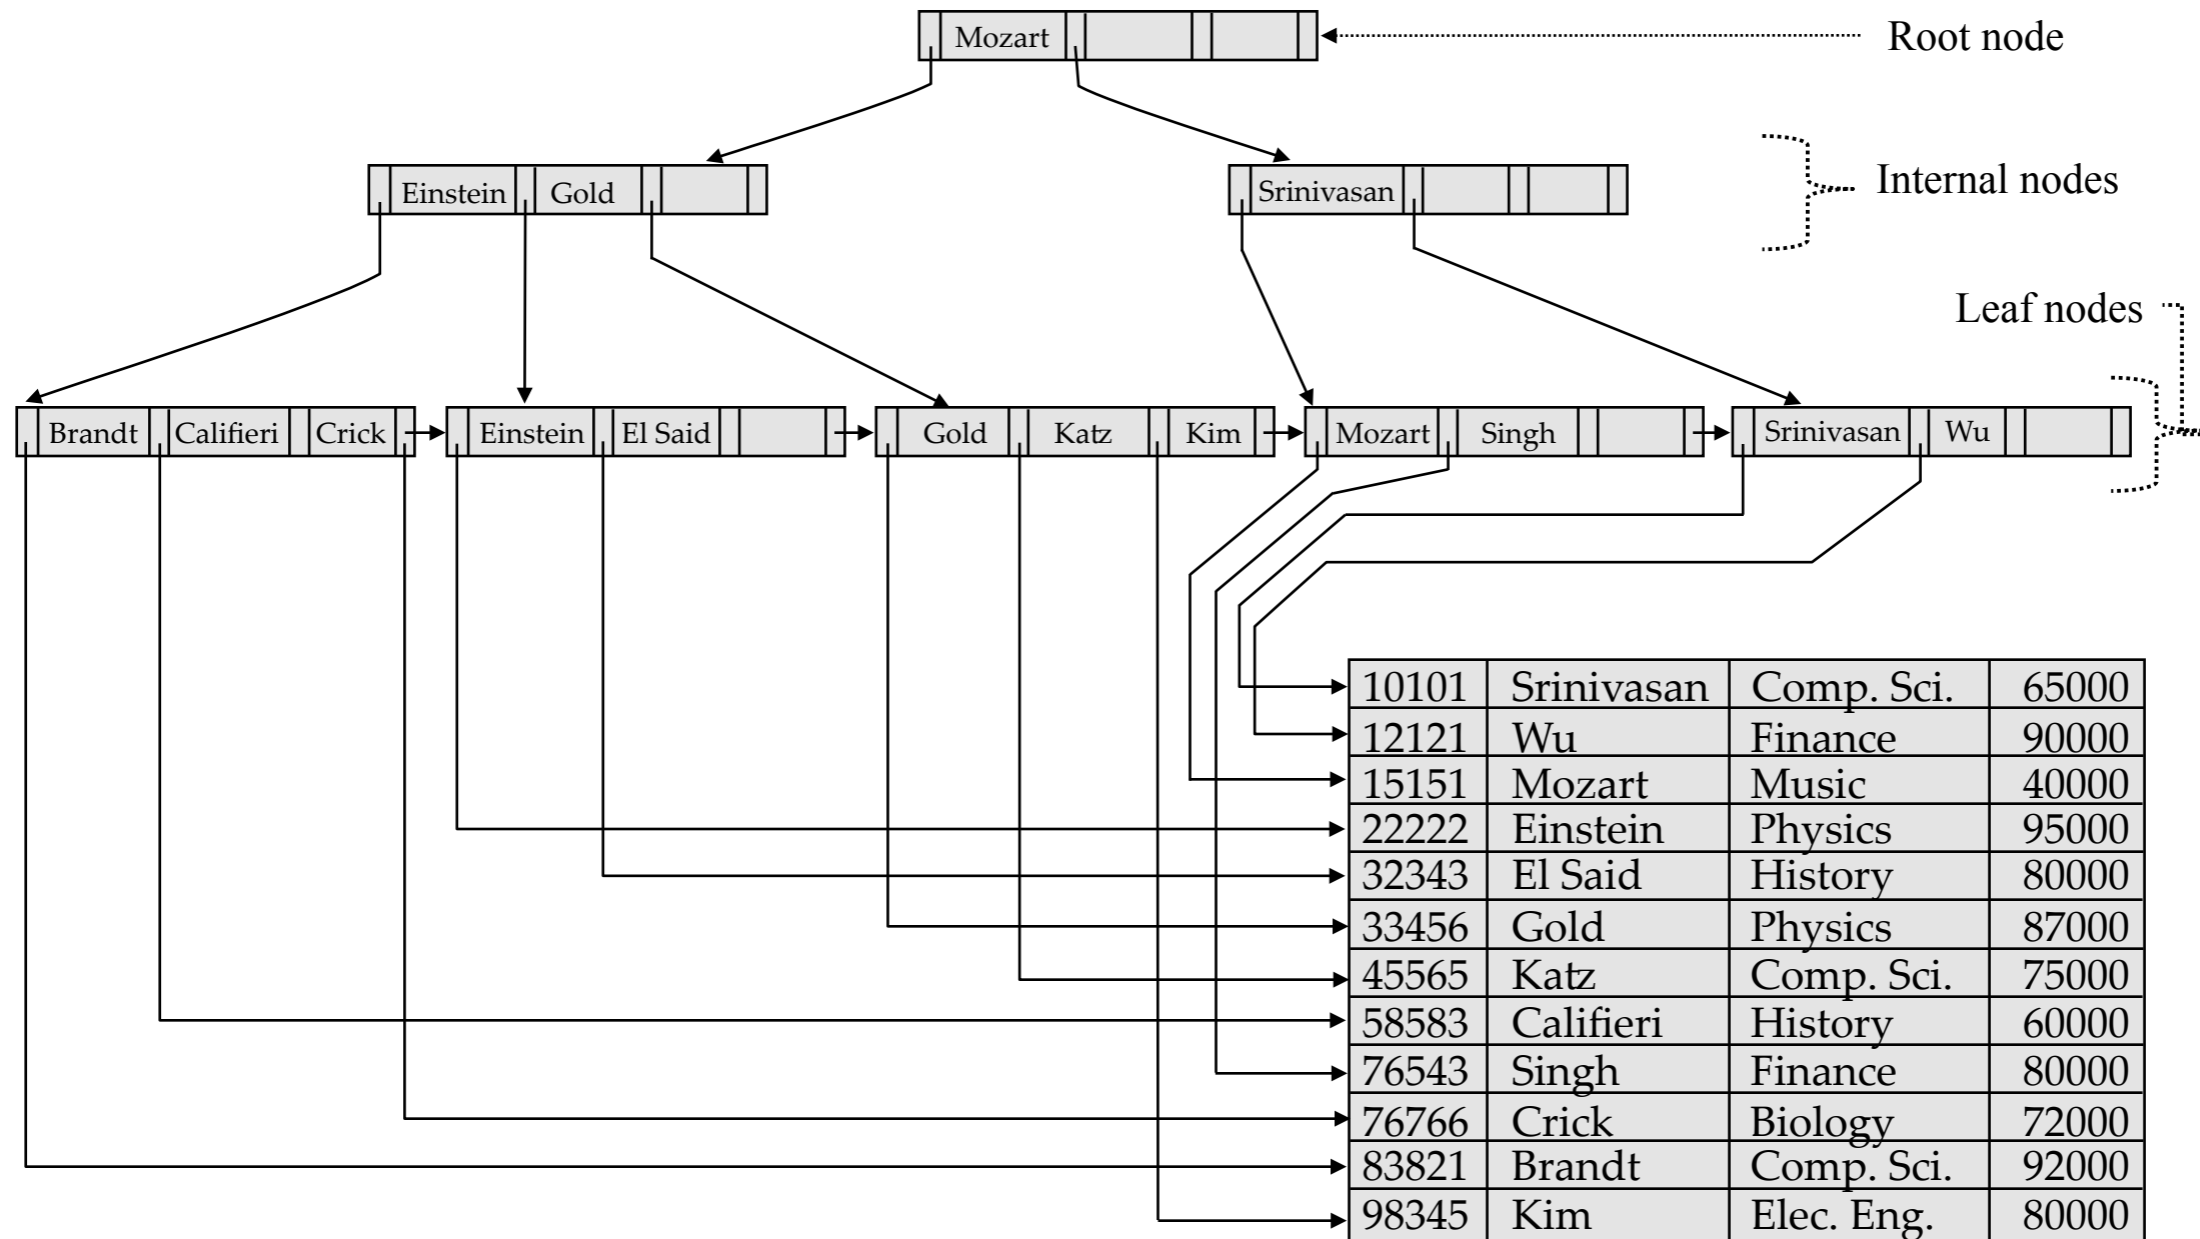 Mozart
Root node
Einstein Gold
Srinivasan
Internal nodes
Leaf nodes
Brandt Califieri Crick Einstein El Said Gold Katz Kim Mozart Singh Srinivasan Wu
10101 Srinivasan Comp. Sci. 65000
12121 Wu Finance 90000
15151 Mozart Music 40000
22222 Einstein Physics 95000
32343 El Said History 80000
33456 Gold Physics 87000
45565 Katz Comp. Sci. 75000
58583 Califieri History 60000
76543 Singh Finance 80000
76766 Crick Biology 72000
83821 Brandt Comp. Sci. 92000
98345 Kim Elec. Eng. 80000